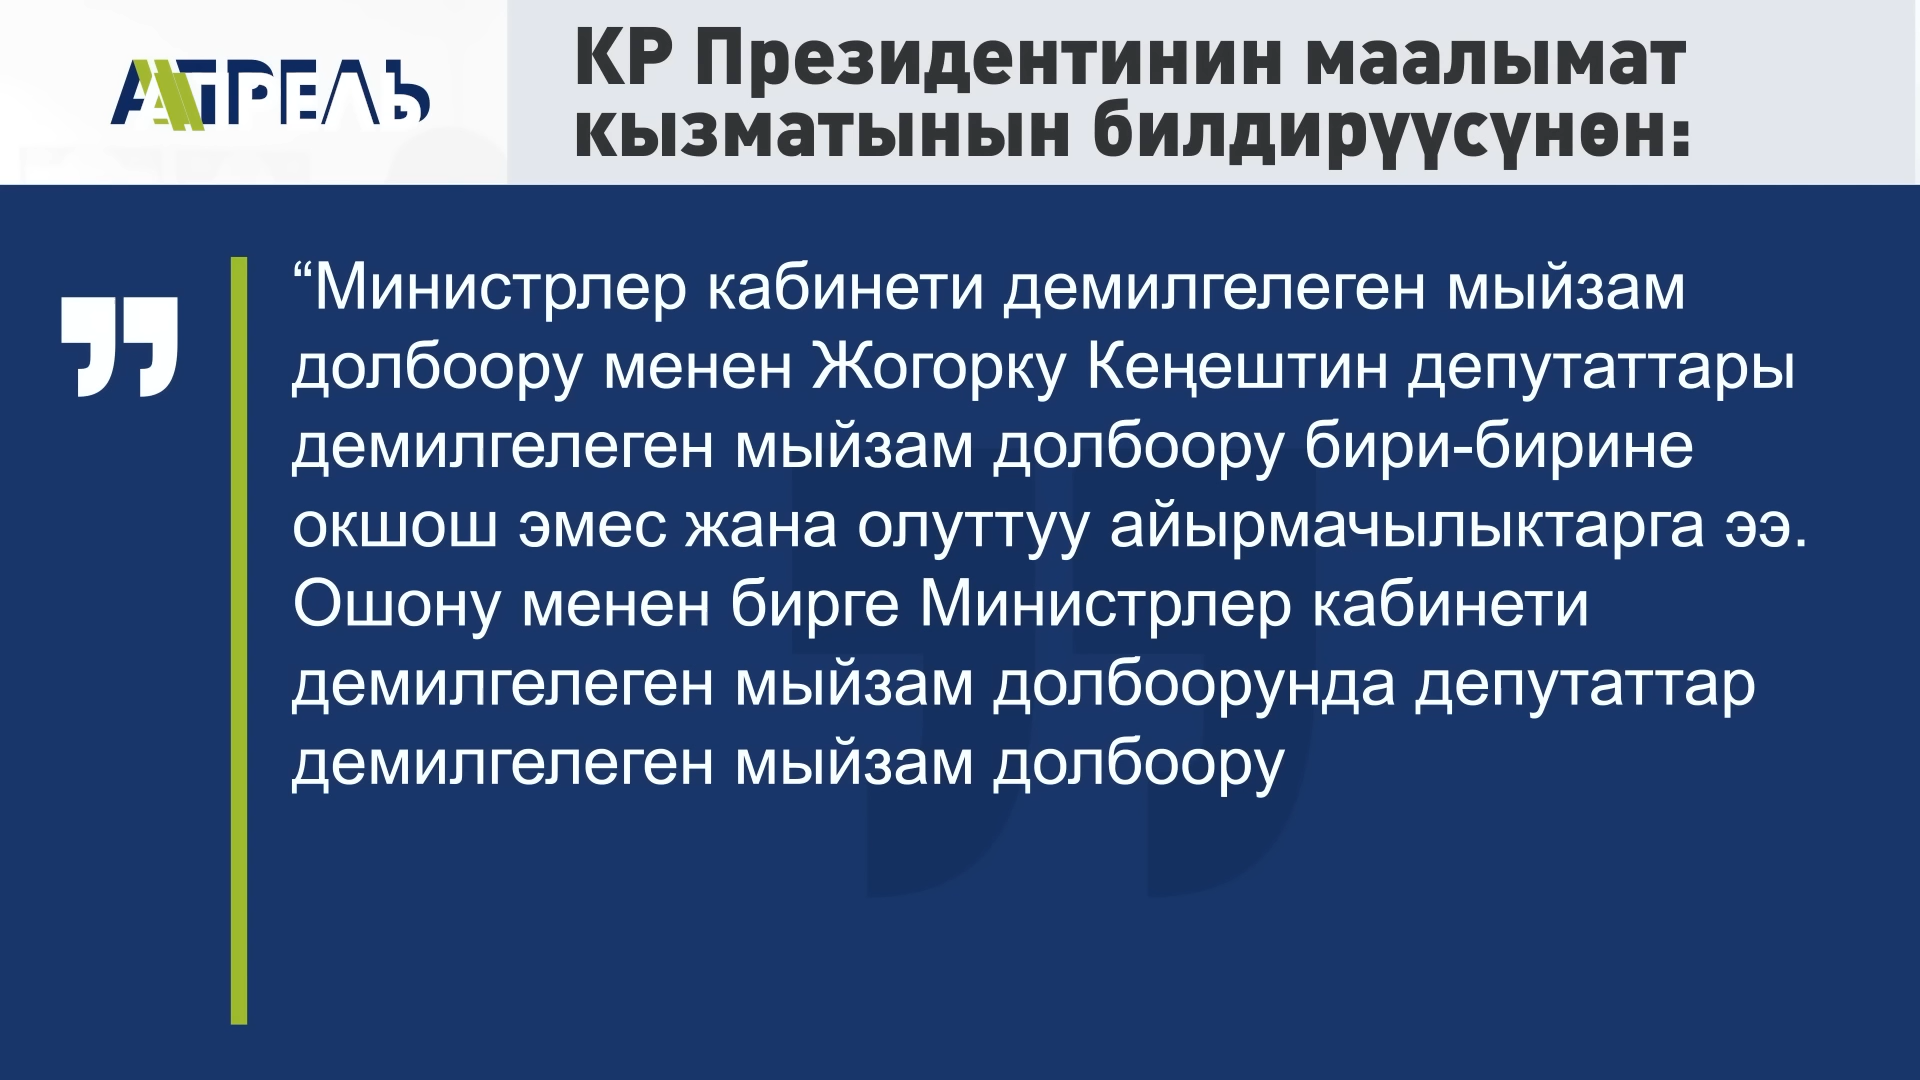 АПРЕЛЬ
КР Президентинин маалымат
кызматынын билдирүүсүнөн:
“Министрлер кабинети демилгелеген мыйзам
долбоору менен Жогорку Кеңештин депутаттары
демилгелеген мыйзам долбоору бири-бирине
окшош эмес жана олуттуу айырмачылыктарга ээ.
Ошону менен бирге Министрлер кабинети
демилгелеген мыйзам долбоорунда депутаттар
демилгелеген мыйзам долбоору